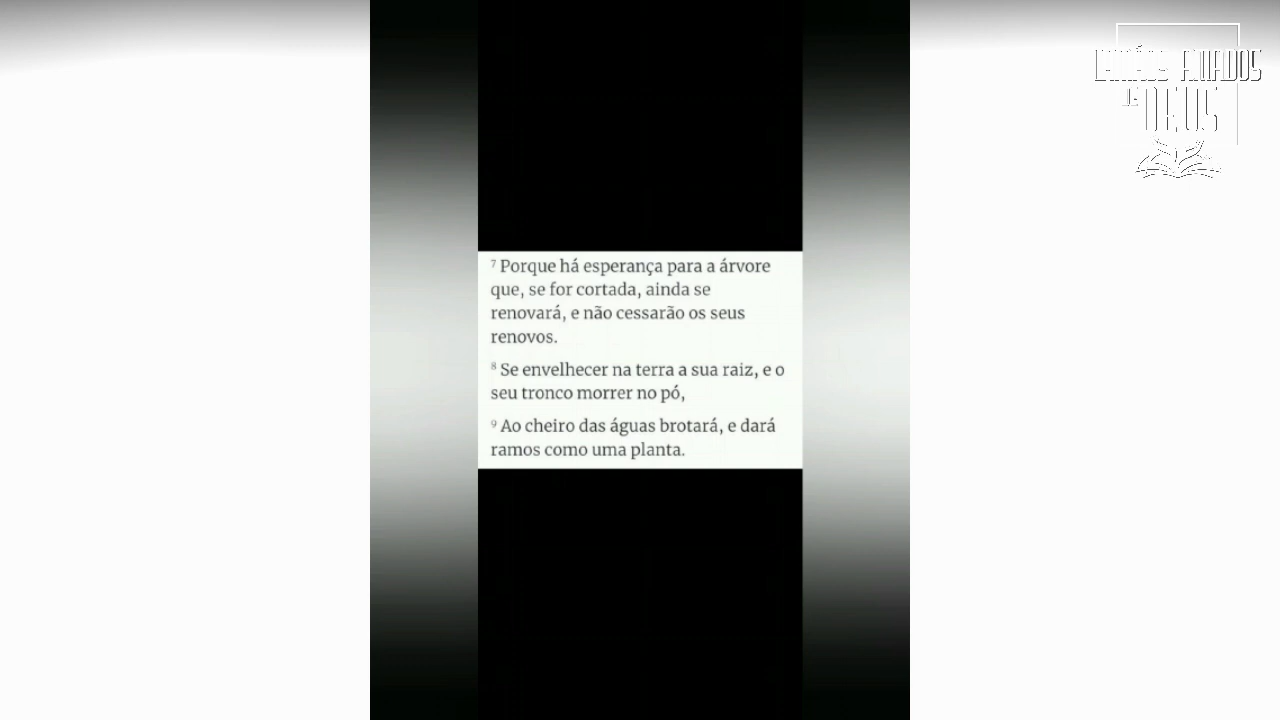 AMADOS
DEUS
⁷ Porque há esperança para a árvore
que, se for cortada, ainda se
renovará, e não cessarão os seus
renovos.
⁸ Se envelhecer na terra a sua raiz, e o
seu tronco morrer no pó,
⁹ Ao cheiro das águas brotará, e dará
ramos como uma planta.